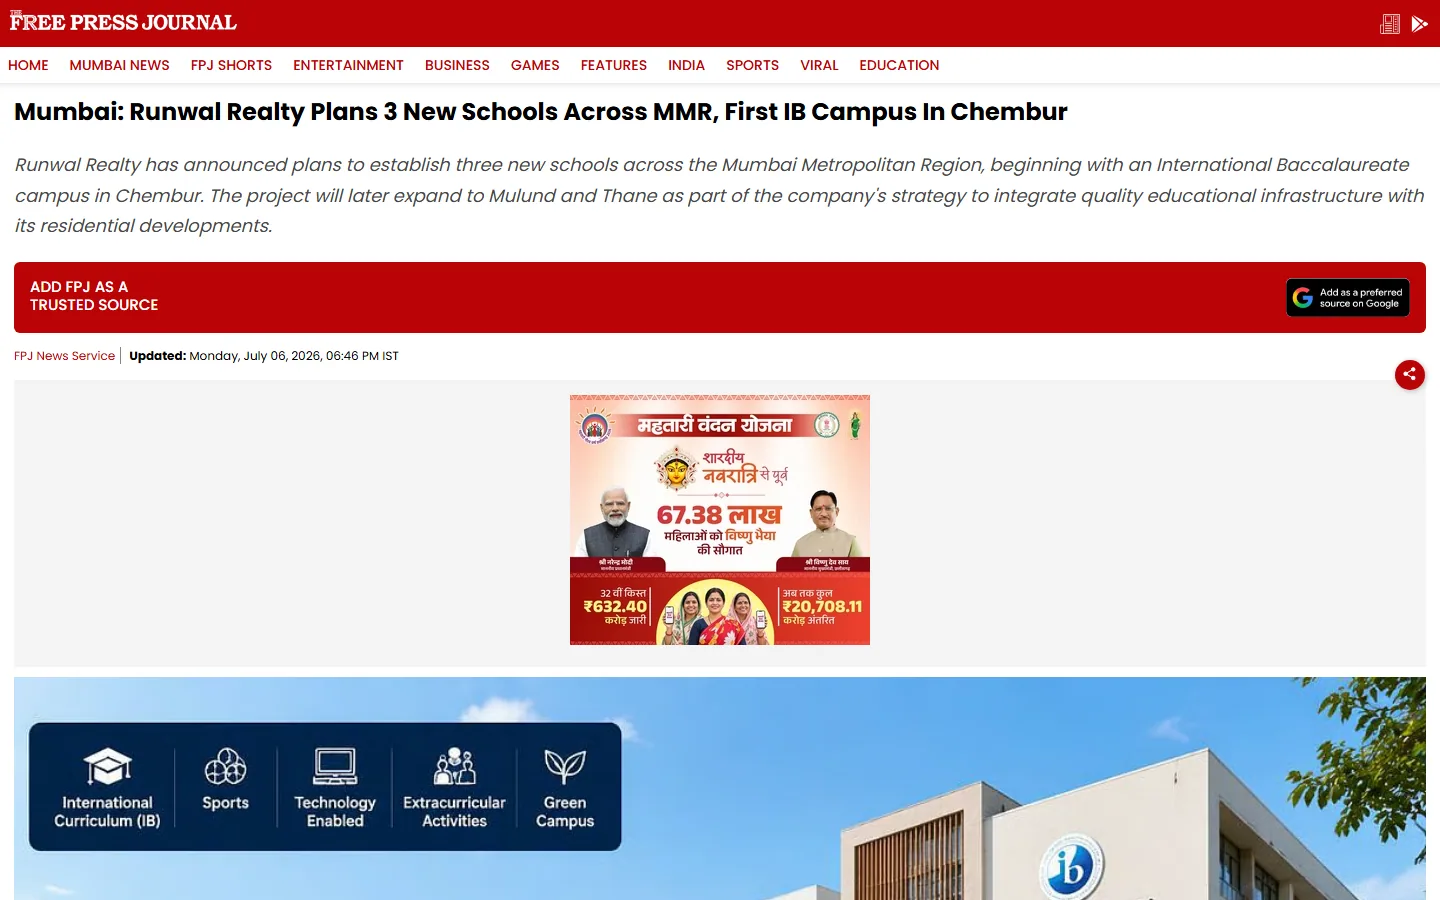 THE
FREE PRESS JOURNAL
HOME MUMBAI NEWS FPJ SHORTS ENTERTAINMENT BUSINESS GAMES FEATURES INDIA SPORTS VIRAL EDUCATION
Mumbai: Runwal Realty Plans 3 New Schools Across MMR, First IB Campus In Chembur
Runwal Realty has announced plans to establish three new schools across the Mumbai Metropolitan Region, beginning with an International Baccalaureate
campus in Chembur. The project will later expand to Mulund and Thane as part of the company's strategy to integrate quality educational infrastructure with
its residential developments.
ADD FPJ AS A
TRUSTED SOURCE
Add as a preferred
source on Google
FPJ News Service Updated: Monday, July 06, 2026, 06:46 PM IST
महतारी वंदन योजना
शारदीय
नवरात्रि से पूर्व
67.38 लाख
महिलाओं को विष्णु भैया
की सौगात
श्री नरेन्द्र मोदी
श्री विष्णु देव साय
32 वीं किस्त
₹632.40
करोड़ जारी
अब तक कुल
₹20,708.11
करोड़ अंतरित
International
Curriculum (IB)
Sports
Technology
Enabled
Extracurricular
Activities
Green
Campus
ib